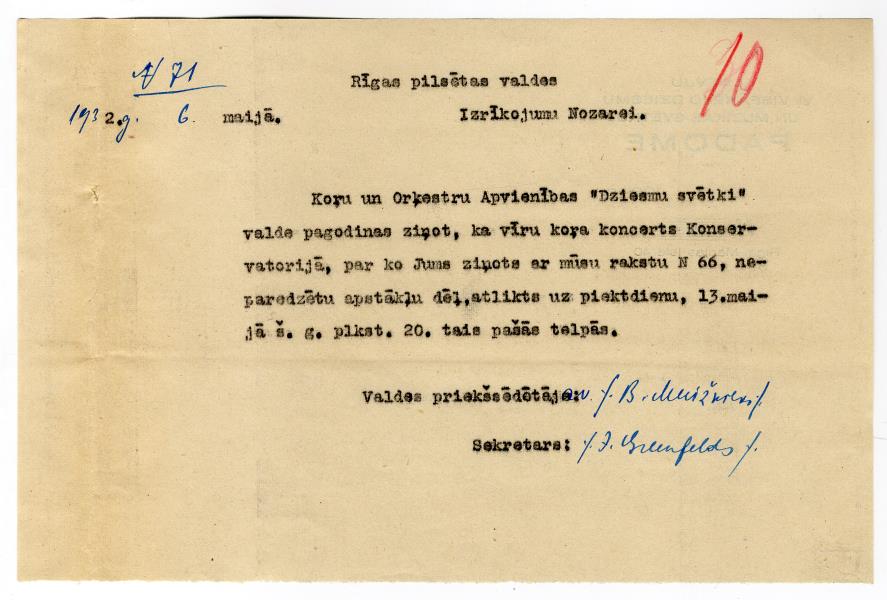 N 71
10
Rīgas pilsētas valdes
1932.g. 6. maijā.
Izrīkojumu Nozarei.
Koŗu un Orķestru Apvienības "Dziesmu svētki"
valde pagodinas ziņot, ka vīru koŗa koncerts Konser-
vatorijā, par ko Jums ziņots ar mūsu rakstu N 66, ne-
paredzētu apstākļu dēļ,atlikts uz piektdienu, 13.mai-
jā š. g. plkst. 20. tais pašās telpās.
Valdes priekšsēdētājs:
Sekretars: /J. Grenfelds/.